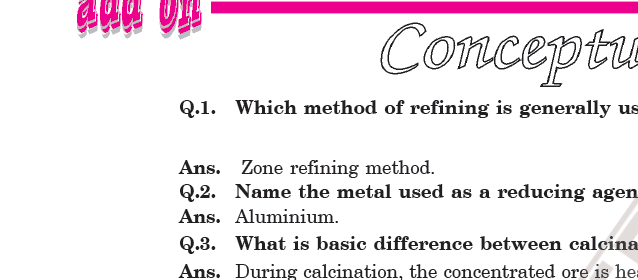 add on
Conceptu
Q.1. Which method of refining is generally us
Ans. Zone refining method.
Q.2. Name the metal used as a reducing agen
Ans. Aluminium.
Q.3. What is basic difference between calcina
Ans. During calcination, the concentrated ore is hea